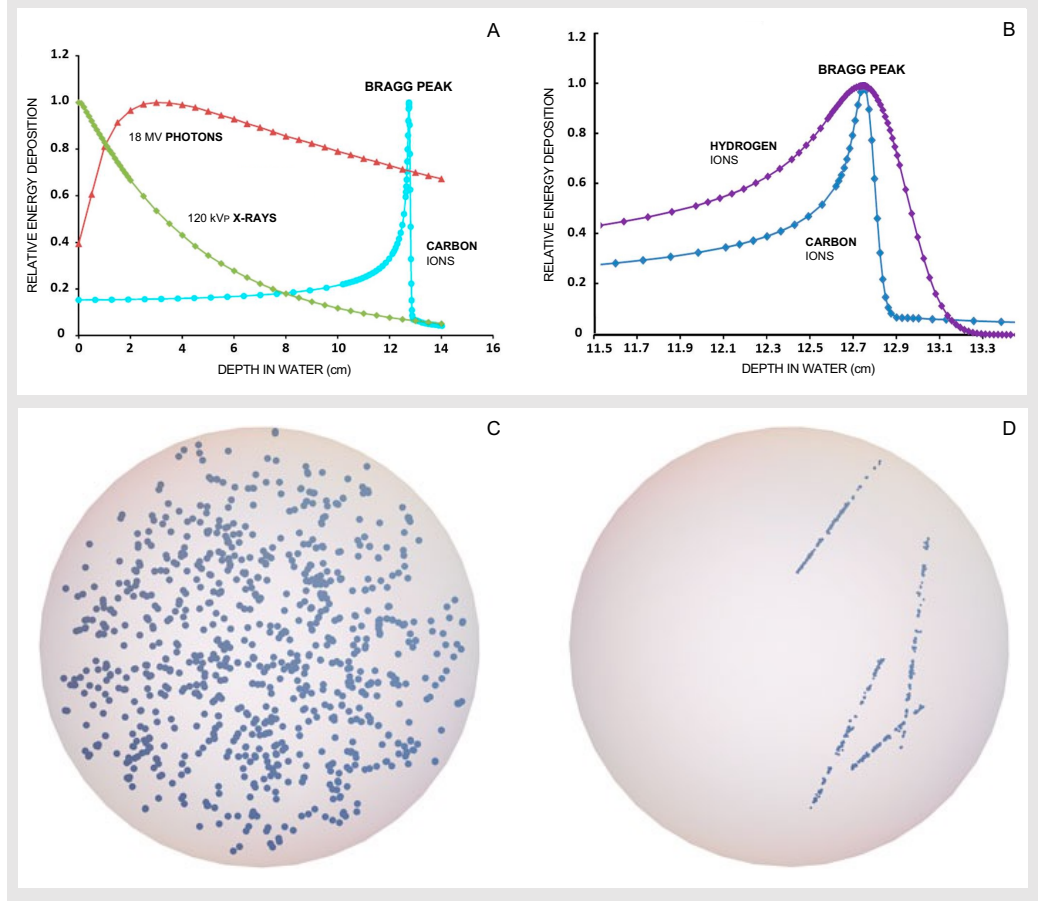 A
1.2
1.0
0.8
0.6
0.4
0.2
0
RELATIVE ENERGY DEPOSITION
BRAGG PEAK
18 MV PHOTONS
120 kVP X-RAYS
CARBON
IONS
0 2 4 6 8 10 12 14 16
DEPTH IN WATER (cm)
B
1.2
1.0
0.8
0.6
0.4
0.2
0
RELATIVE ENERGY DEPOSITION
BRAGG PEAK
HYDROGEN
IONS
CARBON
IONS
11.5 11.7 11.9 12.1 12.3 12.5 12.7 12.9 13.1 13.3
DEPTH IN WATER (cm)
C
D